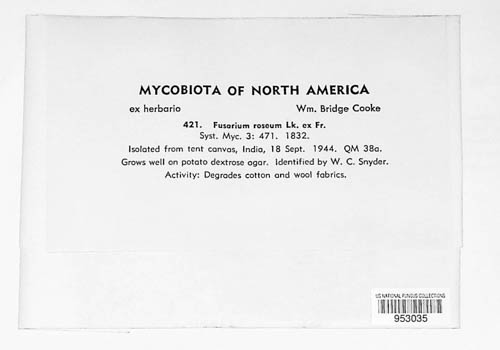 MYCOBIOTA OF NORTH AMERICA
ex herbario Wm. Bridge Cooke
421. Fusarium roseum Lk. ex Fr.
Syst. Myc. 3: 471. 1832.
Isolated from tent canvas, India, 18 Sept. 1944. QM 38a.
Grows well on potato dextrose agar. Identified by W. C. Snyder.
Activity: Degrades cotton and wool fabrics.
US NATIONAL FUNGUS COLLECTIONS
953035